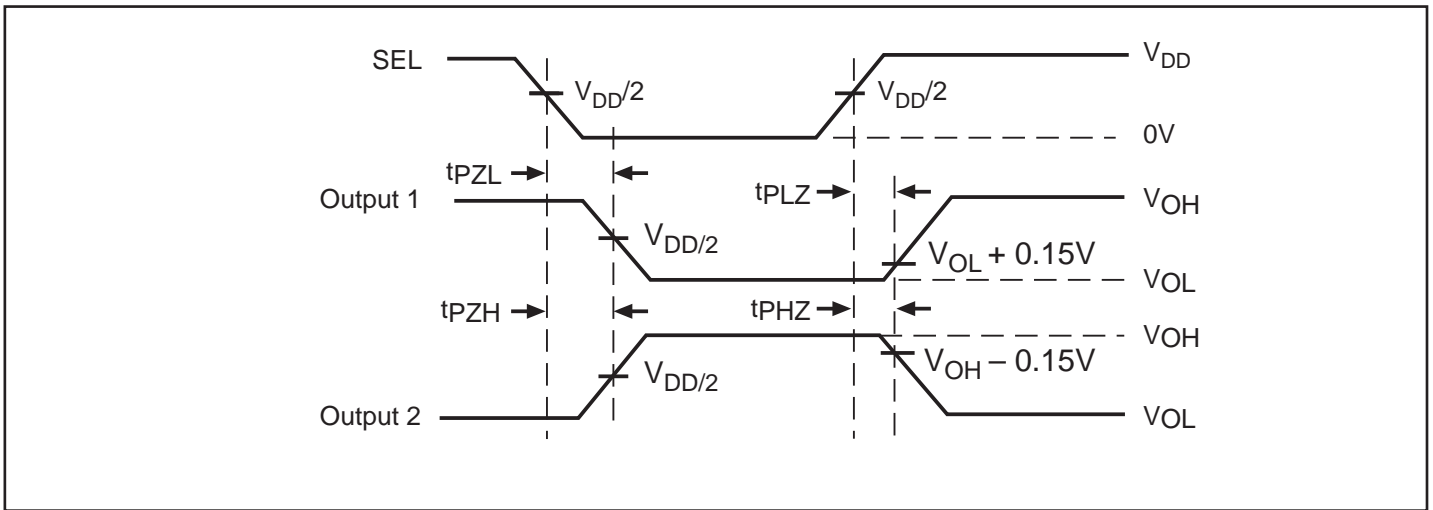 SEL
VDD/2
VDD/2
VDD
0V
tPZL
tPLZ
Output 1
VOH
VDD/2
VOL + 0.15V
VOL
tPZH
tPHZ
VOH
VOH – 0.15V
VDD/2
Output 2
VOL